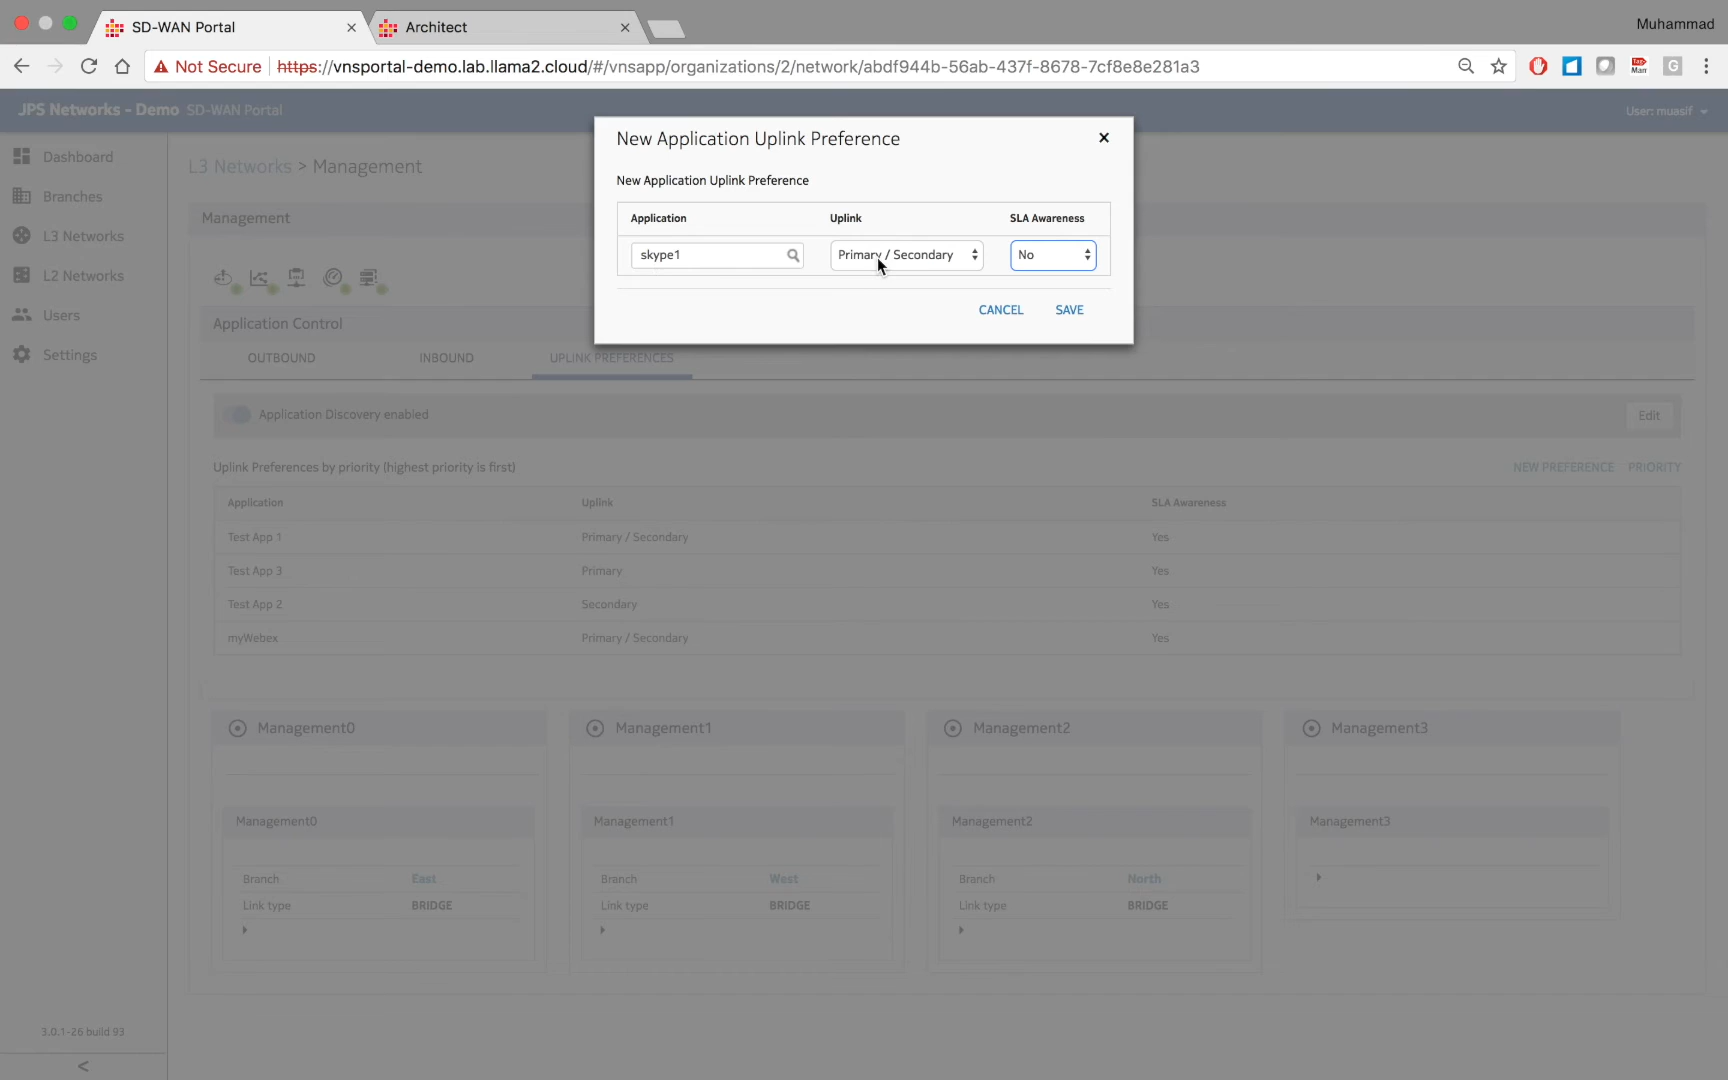 SD-WAN Portal
Architect
Muhammad
Not Secure https://vnsportal-demo.lab.llama2.cloud/#/vnsapp/organizations/2/network/abdf944b-56ab-437f-8678-7cf8e8e281a3
JPS Networks - Demo SD-WAN Portal
User: muasif
Dashboard
Branches
L3 Networks
L2 Networks
Users
Settings
3.0.1-26 build 93
<
L3 Networks > Management
Management
New Application Uplink Preference
New Application Uplink Preference
Application Uplink SLA Awareness
skype1 Primary / Secondary No
CANCEL SAVE
Application Control
OUTBOUND INBOUND UPLINK PREFERENCES
Application Discovery enabled Edit
Uplink Preferences by priority (highest priority is first) NEW PREFERENCE PRIORITY
Application Uplink SLA Awareness
Test App 1 Primary / Secondary Yes
Test App 3 Primary Yes
Test App 2 Secondary Yes
myWebex Primary / Secondary Yes
Management0
Management0
Branch East
Link type BRIDGE
Management1
Management1
Branch West
Link type BRIDGE
Management2
Management2
Branch North
Link type BRIDGE
Management3
Management3